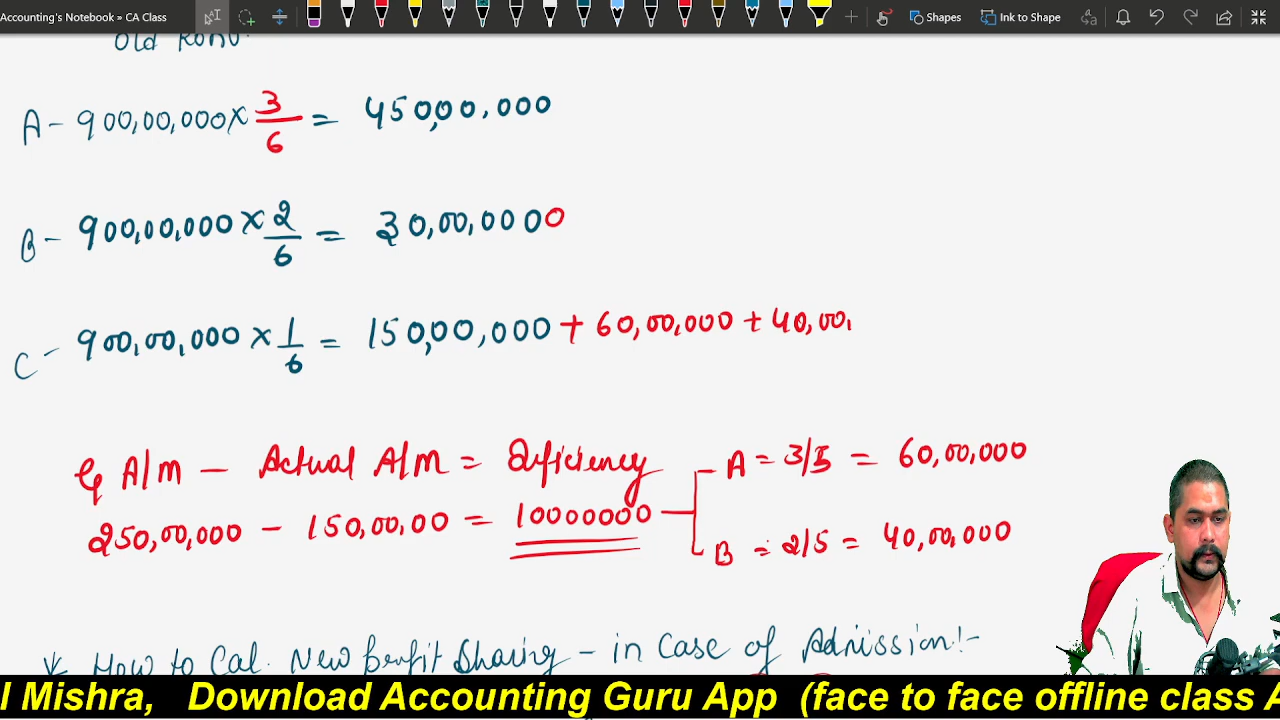 Accounting's Notebook » CA Class
Shapes
Ink to Shape
Old
A - 900,00,000 × 3/6 = 450,00,000
B - 900,00,000 × 2/6 = 30,00,0000
C - 900,00,000 × 1/6 = 150,00,000 + 60,00,000 + 40,00,
A/m - Actual A/m = Deficiency
250,00,000 - 150,00,00 = 10000000
A = 3/5 = 60,00,000
B = 2/5 = 40,00,000
* How to Cal. New Profit Sharing - in Case of Admission:-
l Mishra, Download Accounting Guru App (face to face offline class A